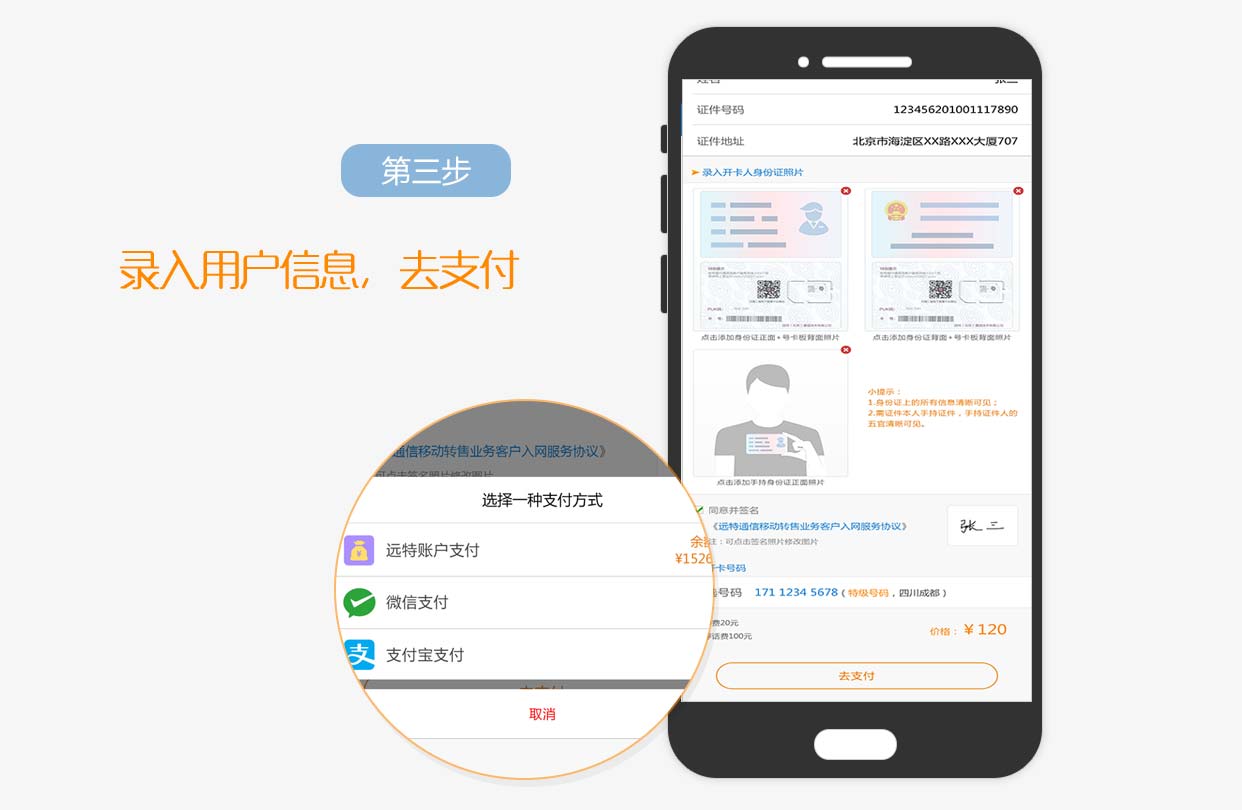 第三步
录入用户信息, 去支付
证件号码 123456201001117890
证件地址 北京市海淀区XX路XXX大厦707
录入开卡人身份证照片
点击添加身份证正面+号卡板背面照片
点击添加身份证背面+号卡板背面照片
小提示：
1.身份证上的所有信息清晰可见；
2.需证件本人手持证件，手持证件人的
五官清晰可见。
点击添加手持身份证正面照片
同意并签名
《远特通信移动转售业务客户入网服务协议》
注：可点击签名照片修改图片
张三
卡号码
号码 171 1234 5678 ( 特级号码，四川成都 )
费20元
话费100元
价格： ¥ 120
去支付
通信移动转售业务客户入网服务协议》
可点击签名照片修改图片
选择一种支付方式
远特账户支付
余
¥1526
微信支付
支付宝支付
取消